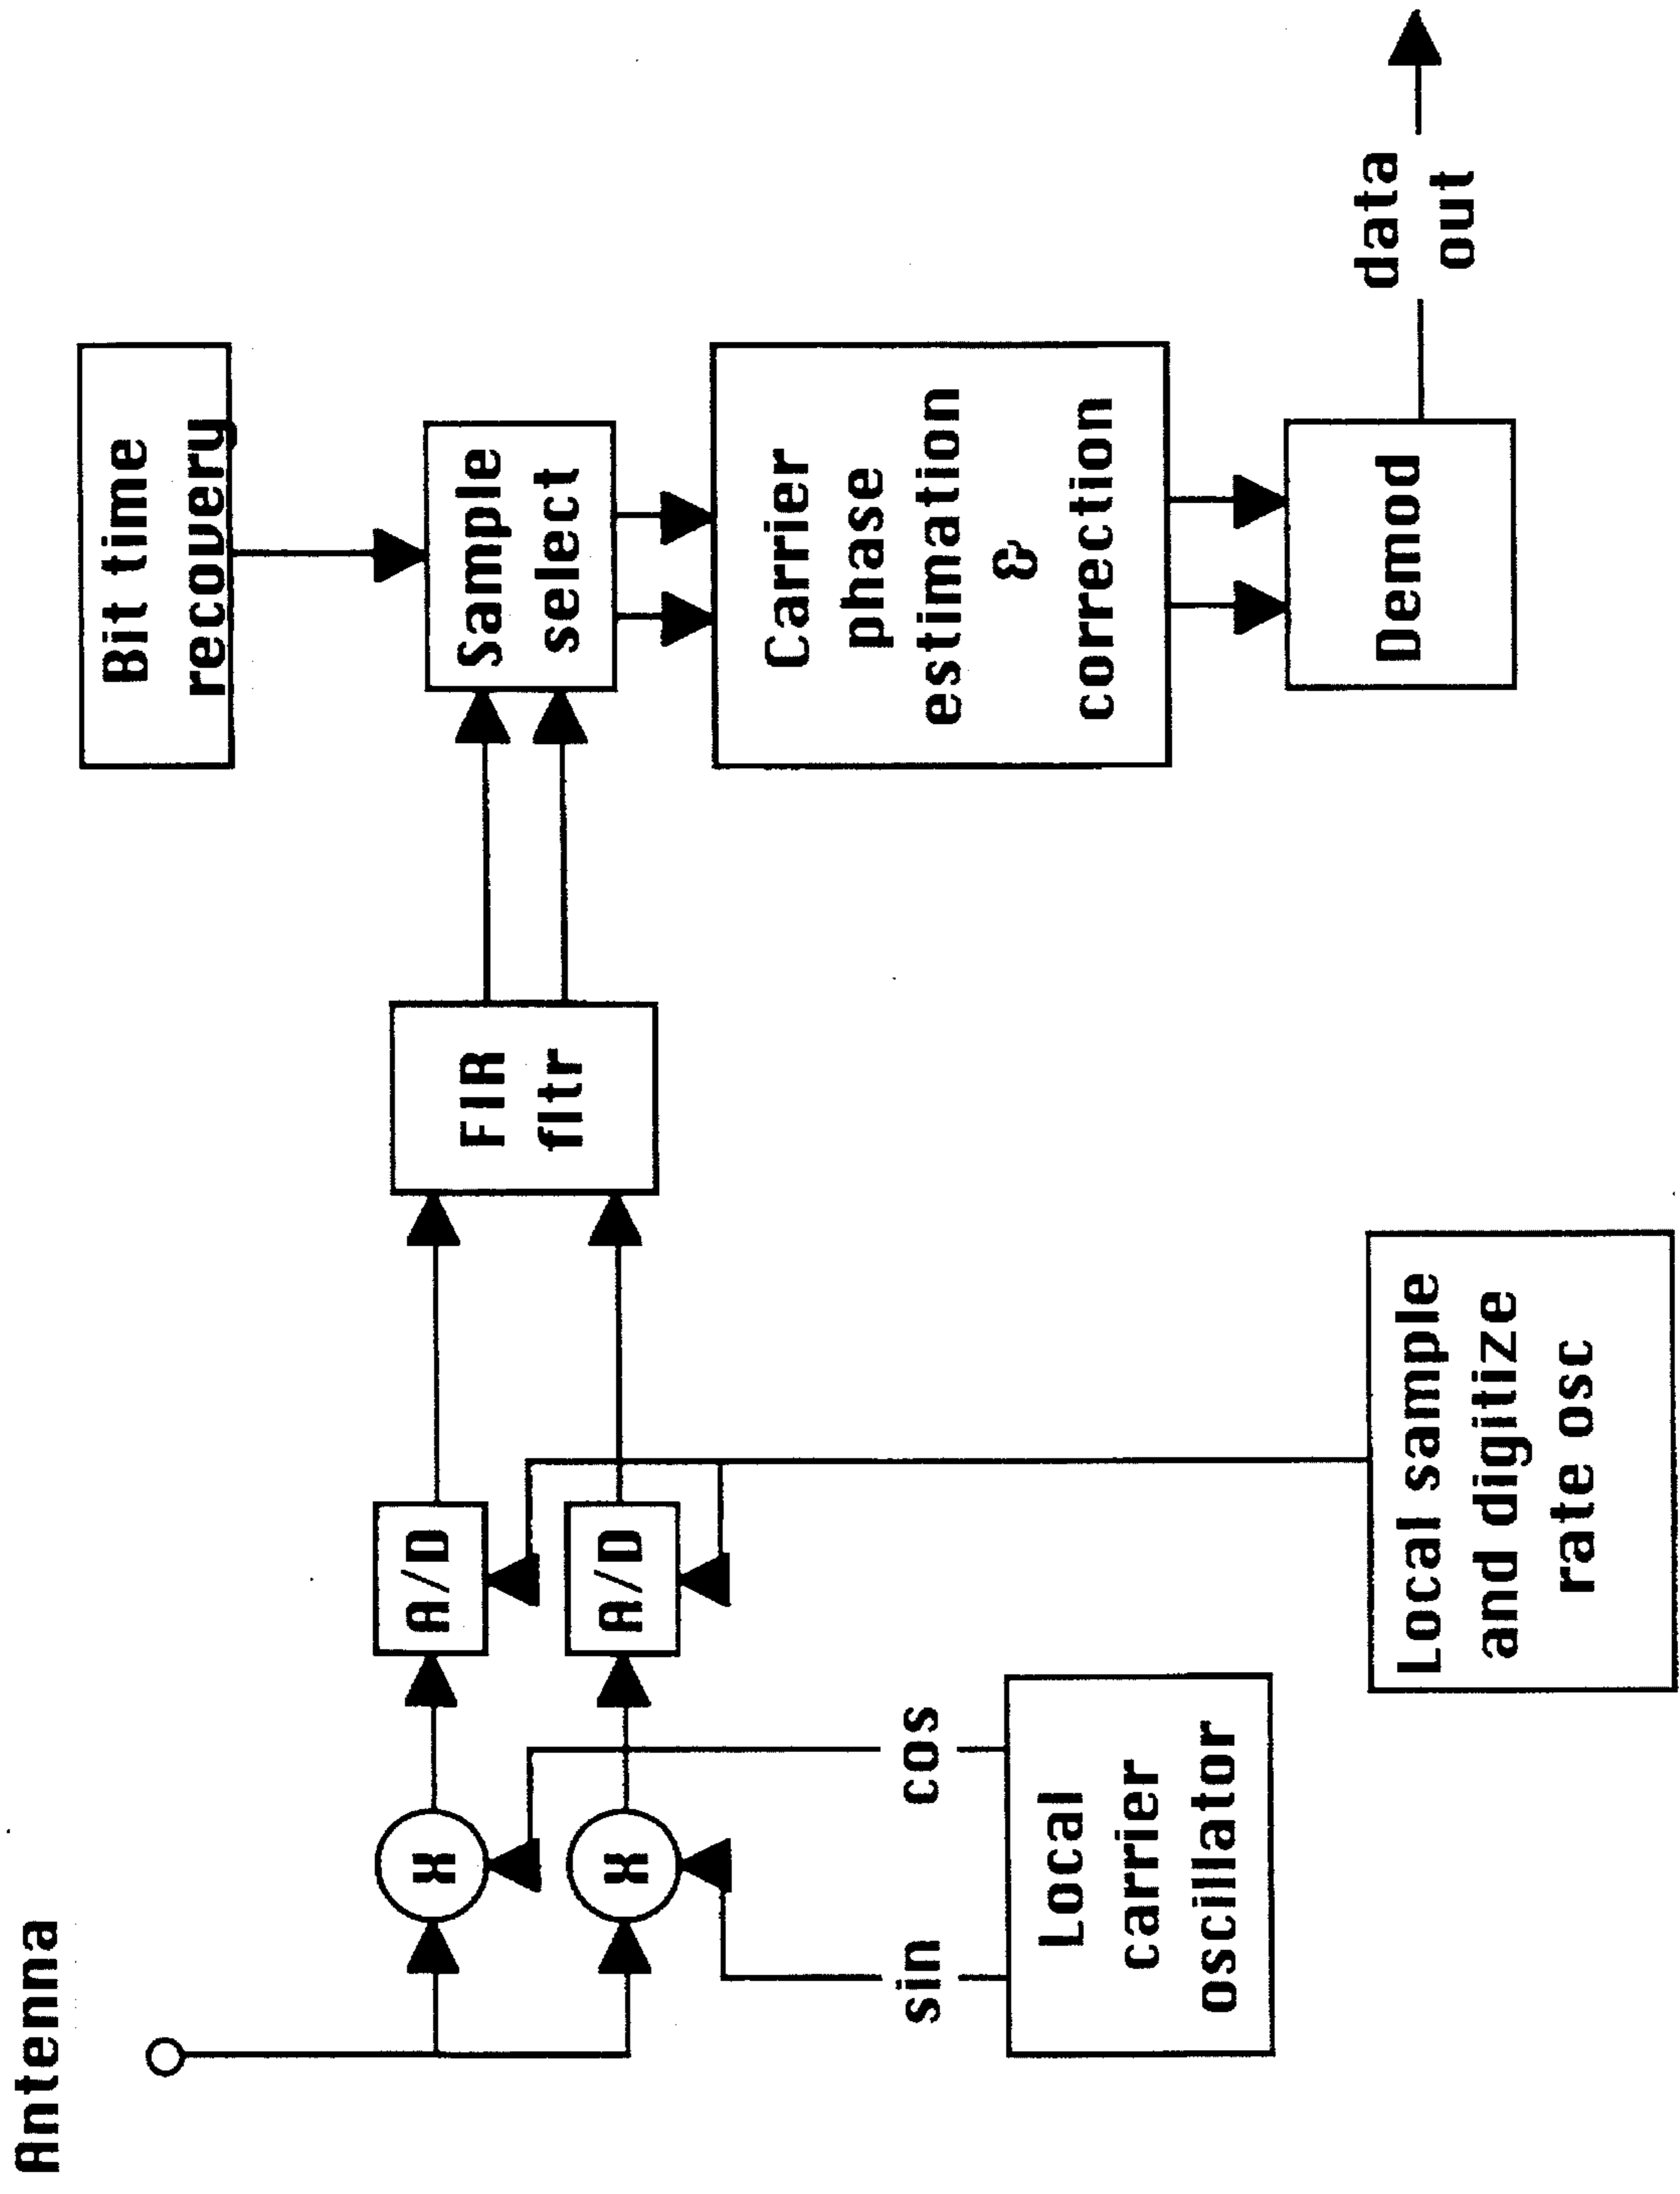 Antenna
X
X
sin
cos
Local
carrier
oscillator
A/D
A/D
Local sample
and digitize
rate osc
FIR
fltr
Bit time
recovery
Sample
select
Carrier
phase
estimation
&
correction
Demod
data
out